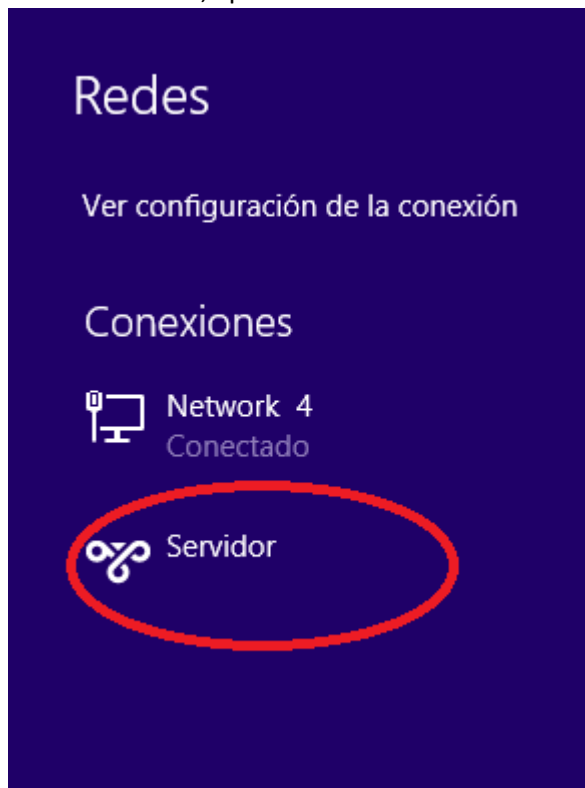 Redes
Ver configuración de la conexión
Conexiones
Network 4
Conectado
Servidor